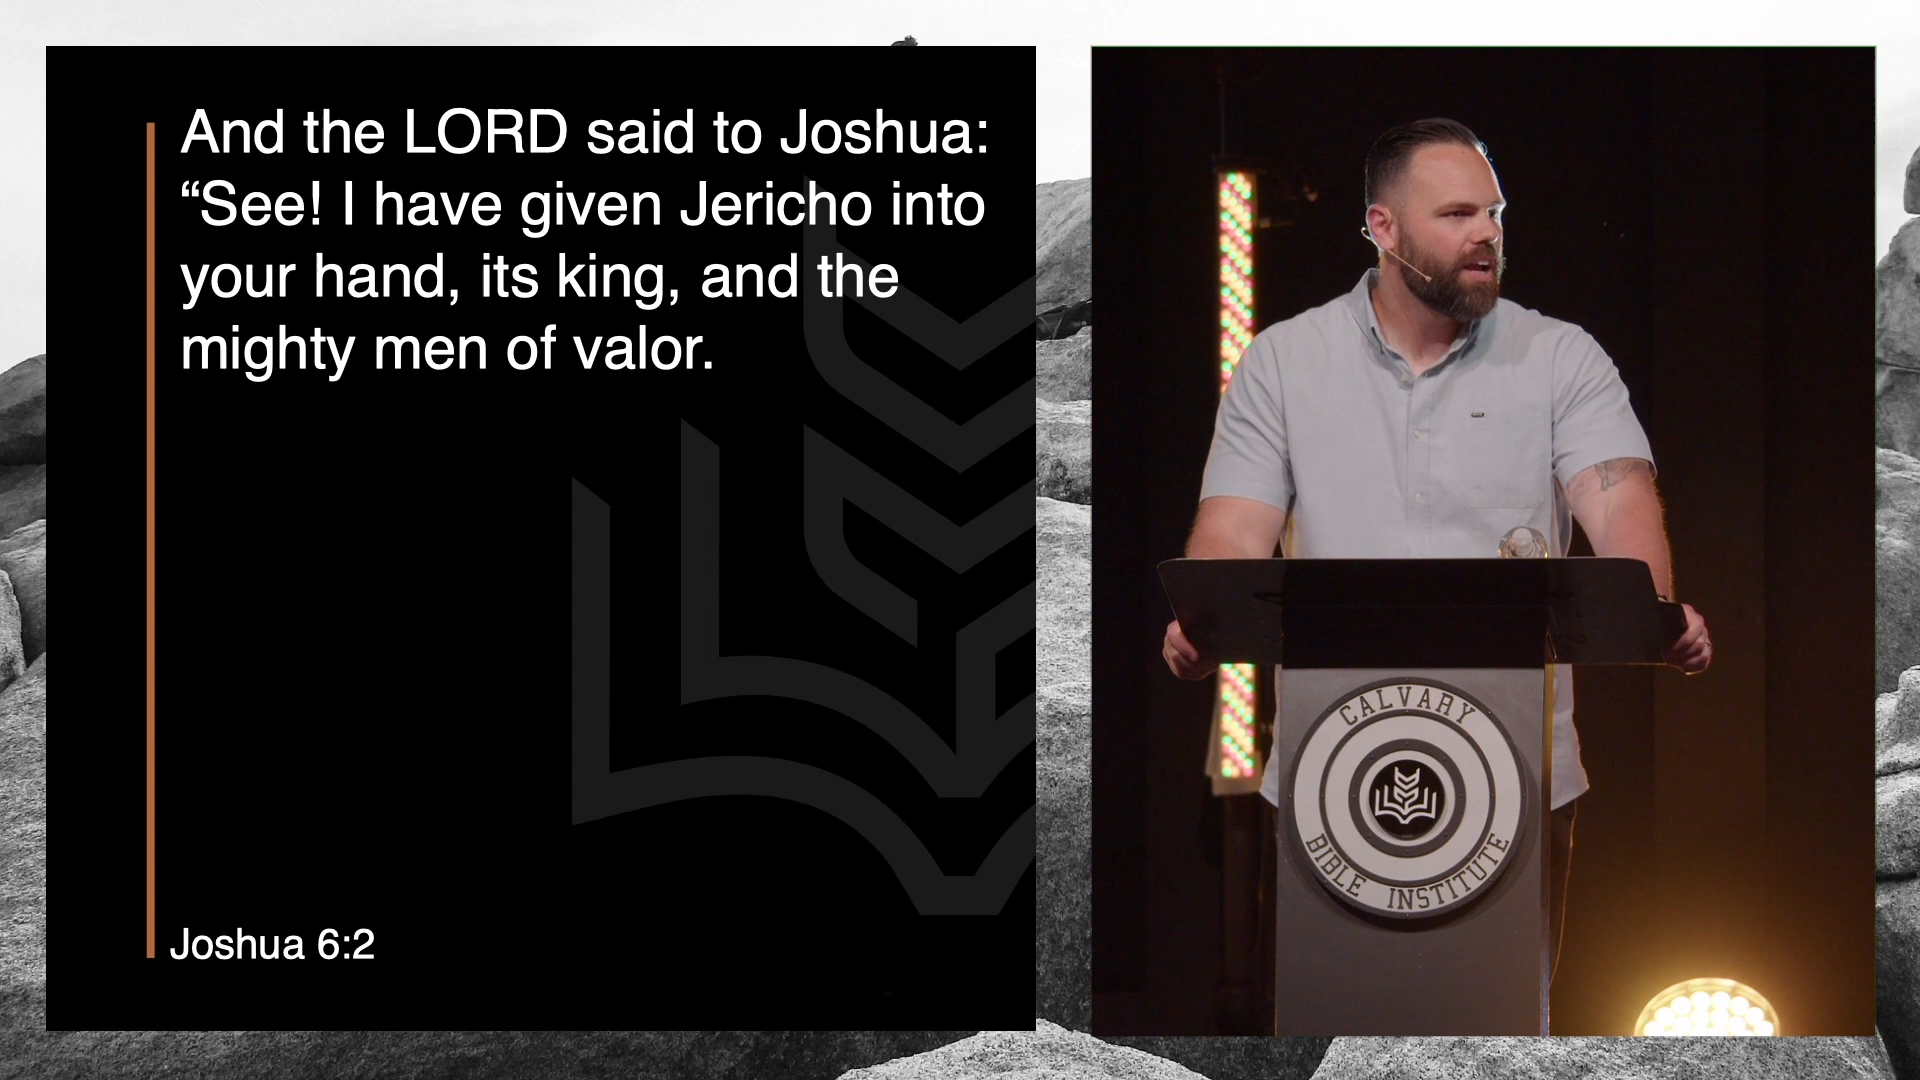 And the LORD said to Joshua:
“See! I have given Jericho into
your hand, its king, and the
mighty men of valor.
Joshua 6:2
CALVARY
BIBLE INSTITUTE